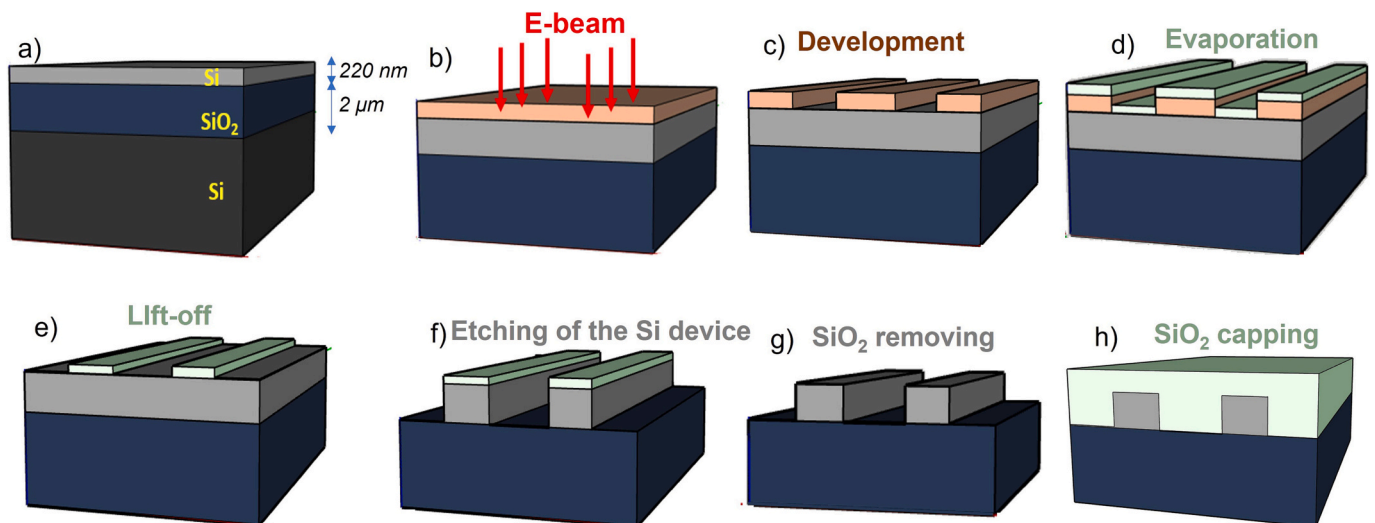 a)
Si
220 nm
2 µm
SiO₂
Si
b)
E-beam
c) Development
d) Evaporation
e) LIft-off
f) Etching of the Si device
g) SiO₂ removing
h) SiO₂ capping